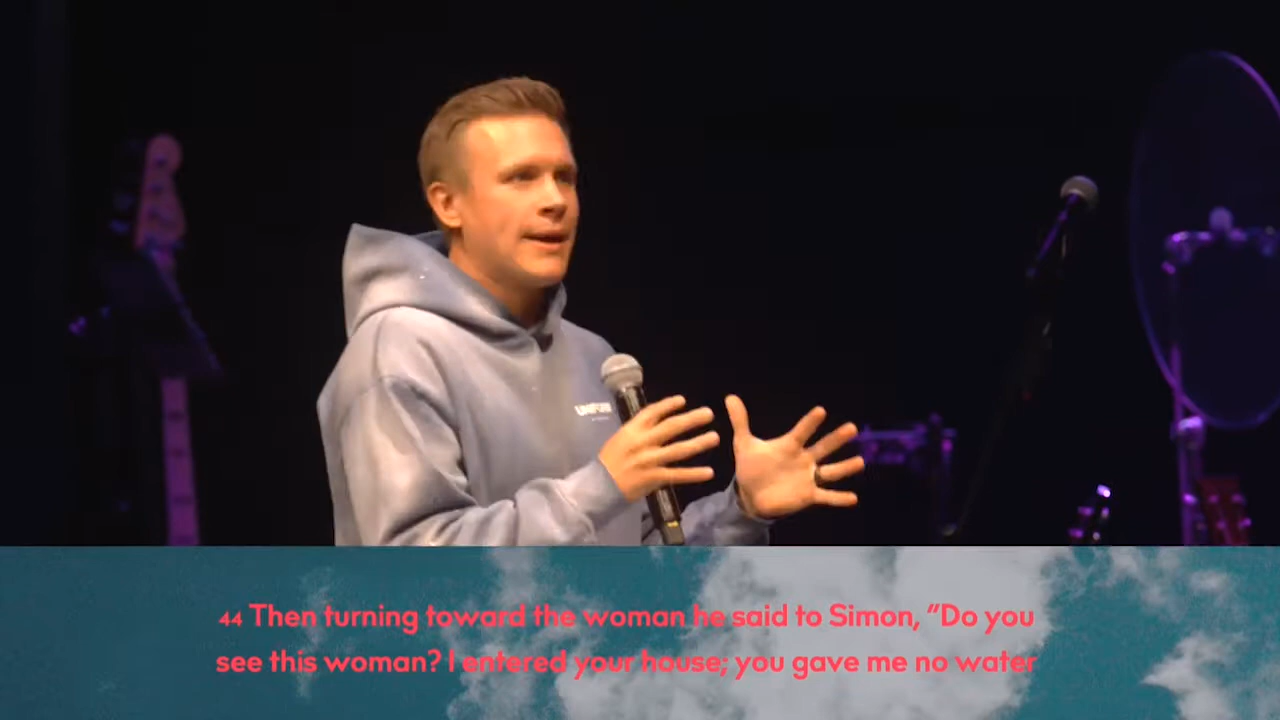 44 Then turning toward the woman he said to Simon, “Do you
see this woman? I entered your house; you gave me no water